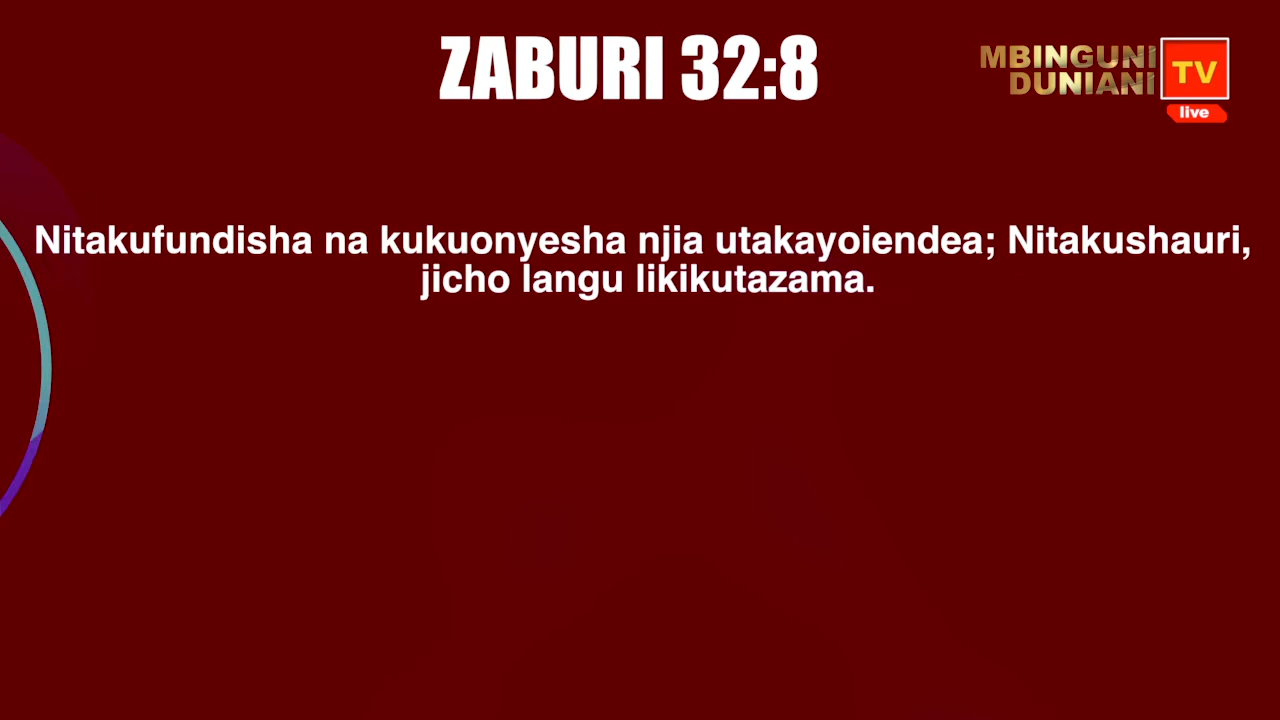 ZABURI 32:8
MBINGUNI
DUNIANI
TV
live
Nitakufundisha na kukuonyesha njia utakayoiendea; Nitakushauri,
jicho langu likikutazama.